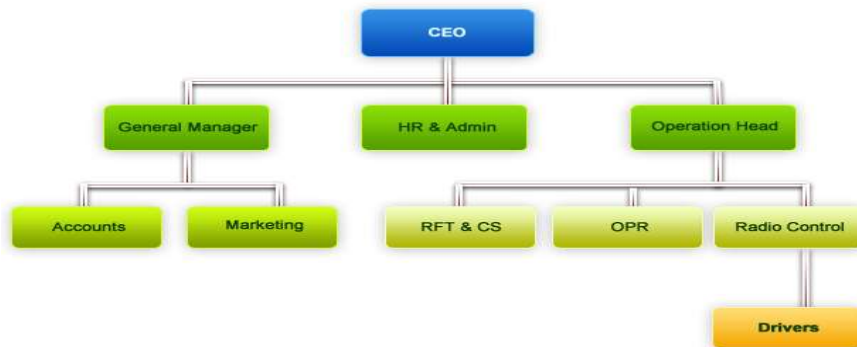 CEO
General Manager
HR & Admin
Operation Head
Accounts
Marketing
RFT & CS
OPR
Radio Control
Drivers